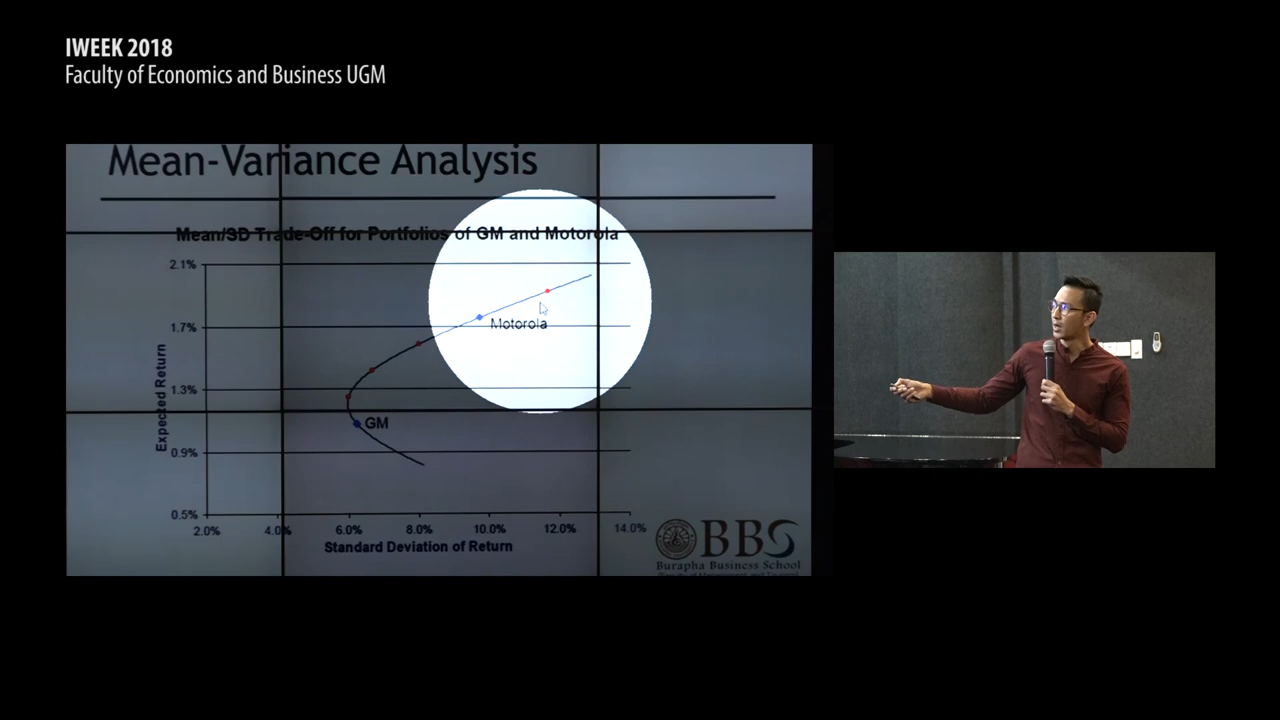 IWEEK 2018
Faculty of Economics and Business UGM
Mean-Variance Analysis
Mean/SD Trade-Off for Portfolios of GM and Motorola
2.1%
1.7%
1.3%
0.9%
0.5%
Expected Return
Motorola
GM
2.0%
4.0%
6.0%
8.0%
10.0%
12.0%
14.0%
Standard Deviation of Return
BBS
Burapha Business School